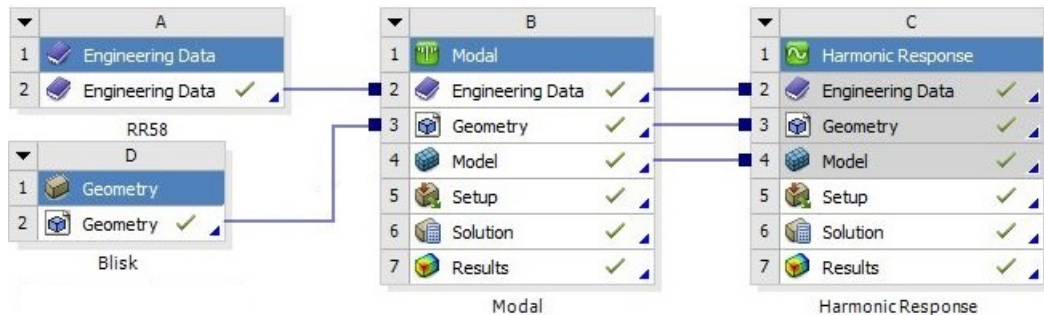 A
1 Engineering Data
2 Engineering Data
RR58
D
1 Geometry
2 Geometry
Blisk
B
1 Modal
2 Engineering Data
3 Geometry
4 Model
5 Setup
6 Solution
7 Results
Modal
C
1 Harmonic Response
2 Engineering Data
3 Geometry
4 Model
5 Setup
6 Solution
7 Results
Harmonic Response